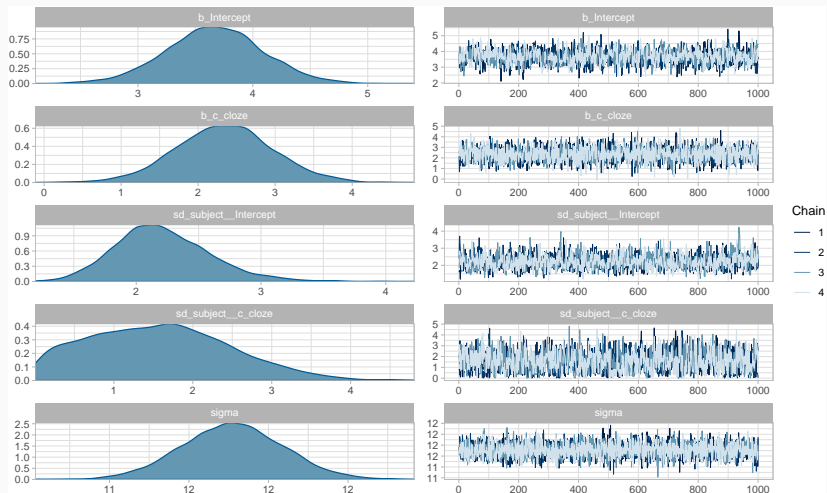 b_Intercept
0.75
0.50
0.25
0.00
3 4 5
b_Intercept
5
4
3
2
0 200 400 600 800 1000
b_c_cloze
0.6
0.4
0.2
0.0
0 1 2 3 4
b_c_cloze
5
4
3
2
1
0
0 200 400 600 800 1000
sd_subject__Intercept
0.9
0.6
0.3
0.0
2 3 4
sd_subject__Intercept
4
3
2
0 200 400 600 800 1000
sd_subject__c_cloze
0.4
0.3
0.2
0.1
0.0
1 2 3 4
sd_subject__c_cloze
5
4
3
2
1
0
0 200 400 600 800 1000
sigma
2.5
2.0
1.5
1.0
0.5
0.0
11 12 12 12
sigma
12
12
12
11
11
0 200 400 600 800 1000
Chain
1
2
3
4